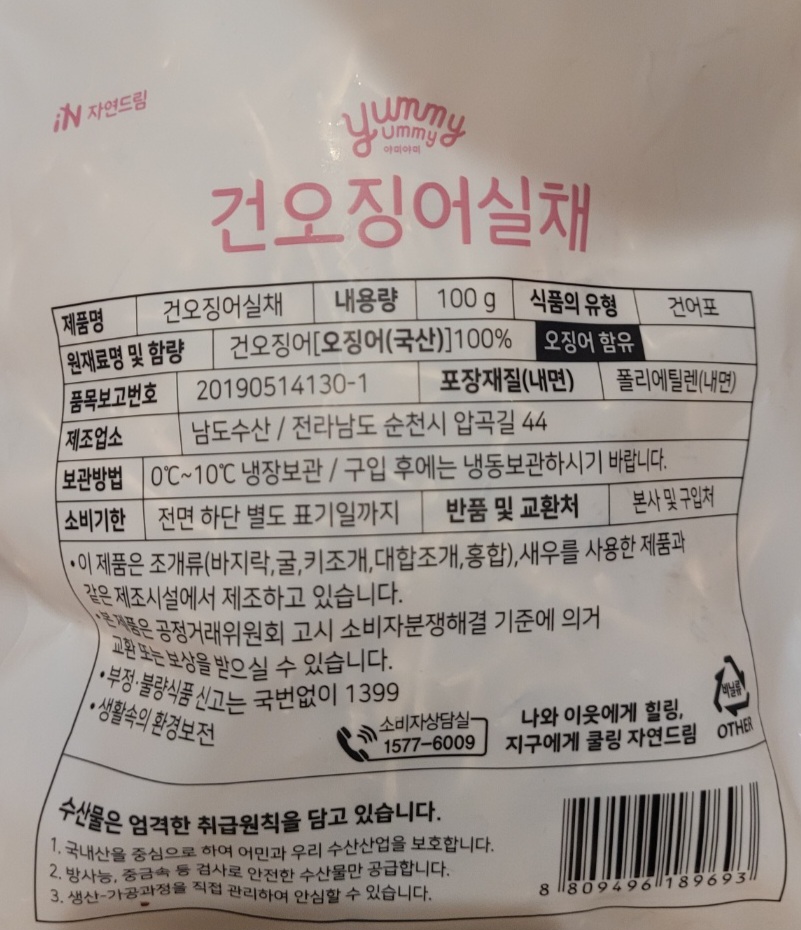 iN 자연드림
yummy
ummy
야미야미
건오징어실채
제품명 건오징어실채 내용량 100 g 식품의 유형 건어포
원재료명 및 함량 건오징어[오징어(국산)]100% 오징어 함유
품목보고번호 20190514130-1 포장재질(내면) 폴리에틸렌(내면)
제조업소 남도수산 / 전라남도 순천시 압곡길 44
보관방법 0℃~10℃ 냉장보관 / 구입 후에는 냉동보관하시기 바랍니다.
소비기한 전면 하단 별도 표기일까지 반품 및 교환처 본사 및 구입처
•이 제품은 조개류(바지락,굴,키조개,대합조개,홍합),새우를 사용한 제품과
같은 제조시설에서 제조하고 있습니다.
•본 제품은 공정거래위원회 고시 소비자분쟁해결 기준에 의거
교환 또는 보상을 받으실 수 있습니다.
•부정·불량식품 신고는 국번없이 1399
•생활속의 환경보전
소비자상담실
1577-6009
나와 이웃에게 힐링,
지구에게 쿨링 자연드림
비닐류
OTHER
수산물은 엄격한 취급원칙을 담고 있습니다.
1. 국내산을 중심으로 하여 어민과 우리 수산산업을 보호합니다.
2. 방사능, 중금속 등 검사로 안전한 수산물만 공급합니다.
3. 생산-가공과정을 직접 관리하여 안심할 수 있습니다.
8 809496 189693